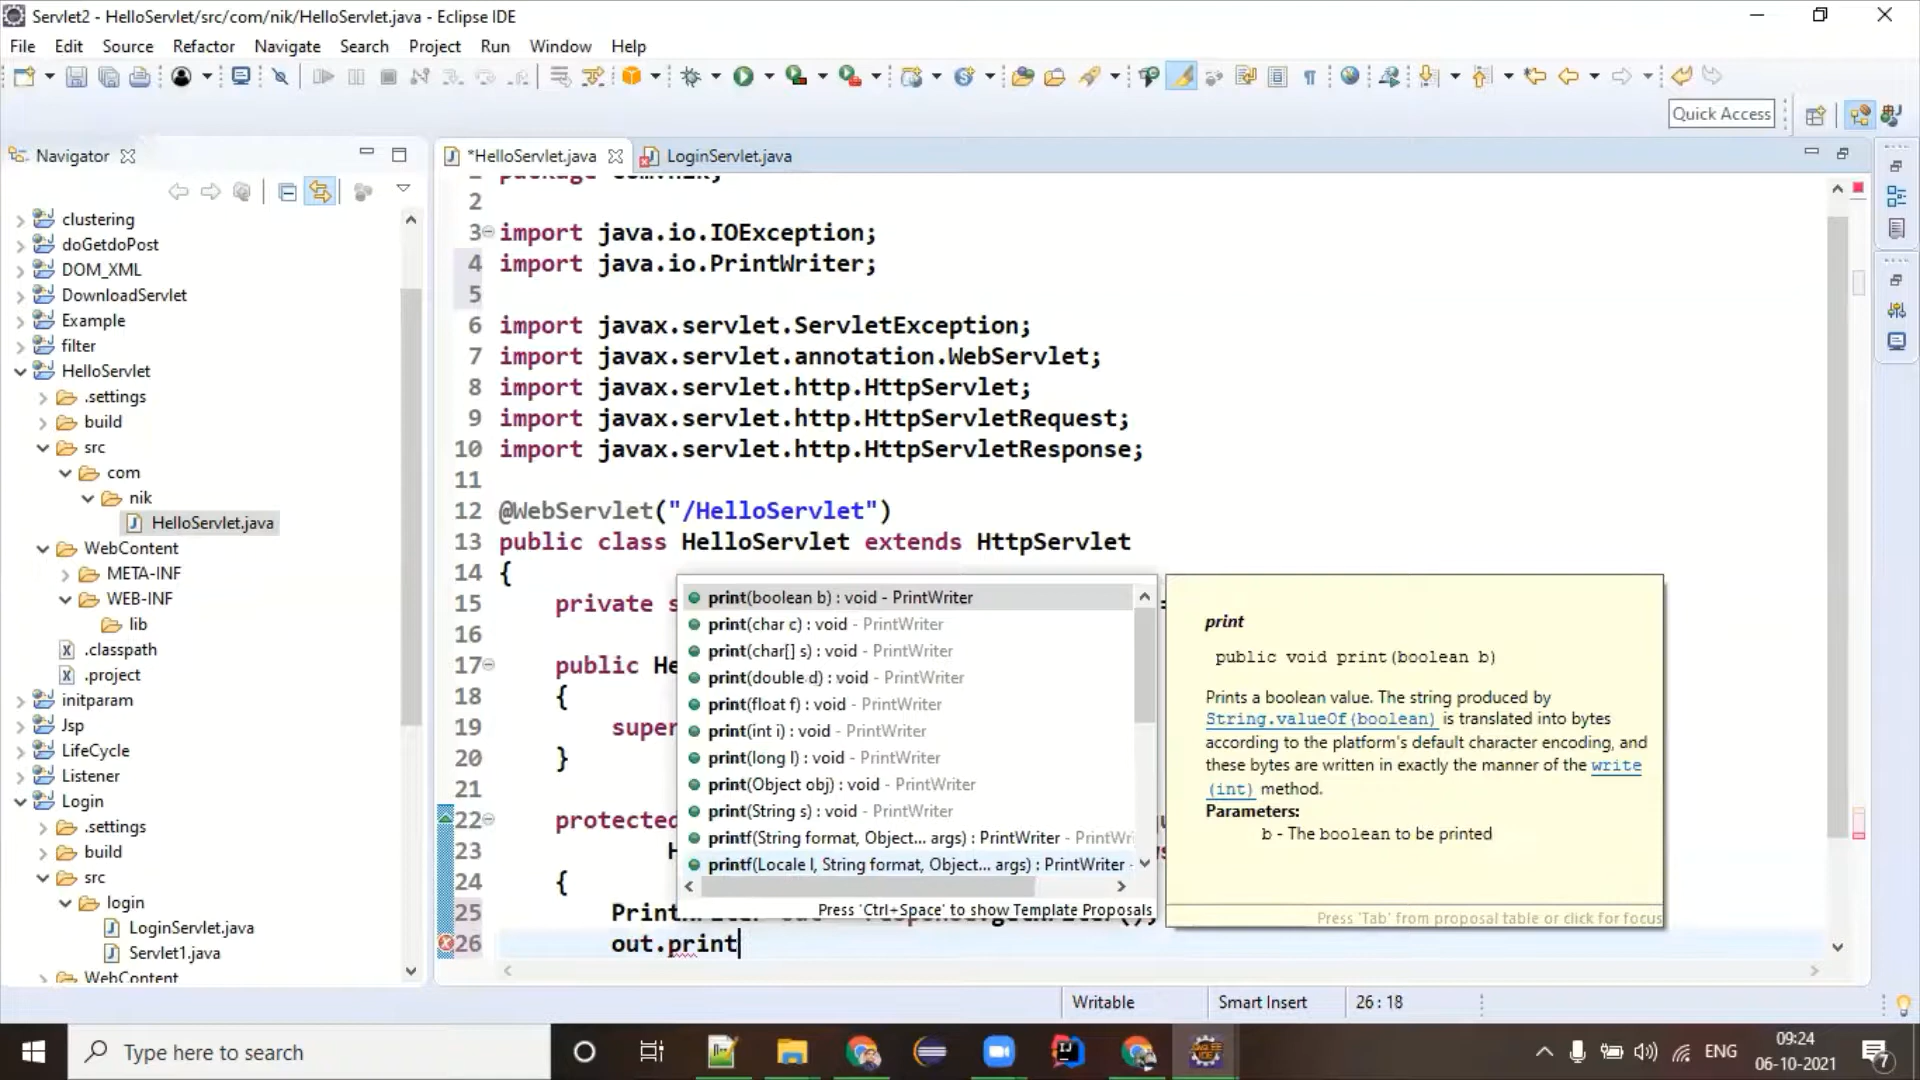 Servlet2 - HelloServlet/src/com/nik/HelloServlet.java - Eclipse IDE
File Edit Source Refactor Navigate Search Project Run Window Help
Quick Access
Navigator
*HelloServlet.java
LoginServlet.java
clustering
doGetdoPost
DOM_XML
DownloadServlet
Example
filter
HelloServlet
.settings
build
src
com
nik
HelloServlet.java
WebContent
META-INF
WEB-INF
lib
.classpath
.project
initparam
Jsp
LifeCycle
Listener
Login
.settings
build
src
login
LoginServlet.java
Servlet1.java
WebContent
2
3 import java.io.IOException;
4 import java.io.PrintWriter;
5
6 import javax.servlet.ServletException;
7 import javax.servlet.annotation.WebServlet;
8 import javax.servlet.http.HttpServlet;
9 import javax.servlet.http.HttpServletRequest;
10 import javax.servlet.http.HttpServletResponse;
11
12 @WebServlet("/HelloServlet")
13 public class HelloServlet extends HttpServlet
14 {
15 private s
16
17 public He
18 {
19 super
20 }
21
22 protected
23 H
24 {
25
26 out.print
print(boolean b) : void - PrintWriter
print(char c) : void - PrintWriter
print(char[] s) : void - PrintWriter
print(double d) : void - PrintWriter
print(float f) : void - PrintWriter
print(int i) : void - PrintWriter
print(long l) : void - PrintWriter
print(Object obj) : void - PrintWriter
print(String s) : void - PrintWriter
printf(String format, Object... args) : PrintWriter - PrintWri
printf(Locale l, String format, Object... args) : PrintWriter -
Press 'Ctrl+Space' to show Template Proposals
print
public void print(boolean b)
Prints a boolean value. The string produced by
String.valueOf(boolean) is translated into bytes
according to the platform's default character encoding, and
these bytes are written in exactly the manner of the write
(int) method.
Parameters:
b - The boolean to be printed
Press 'Tab' from proposal table or click for focus
Writable
Smart Insert
26 : 18
Type here to search
ENG
09:24
06-10-2021
7